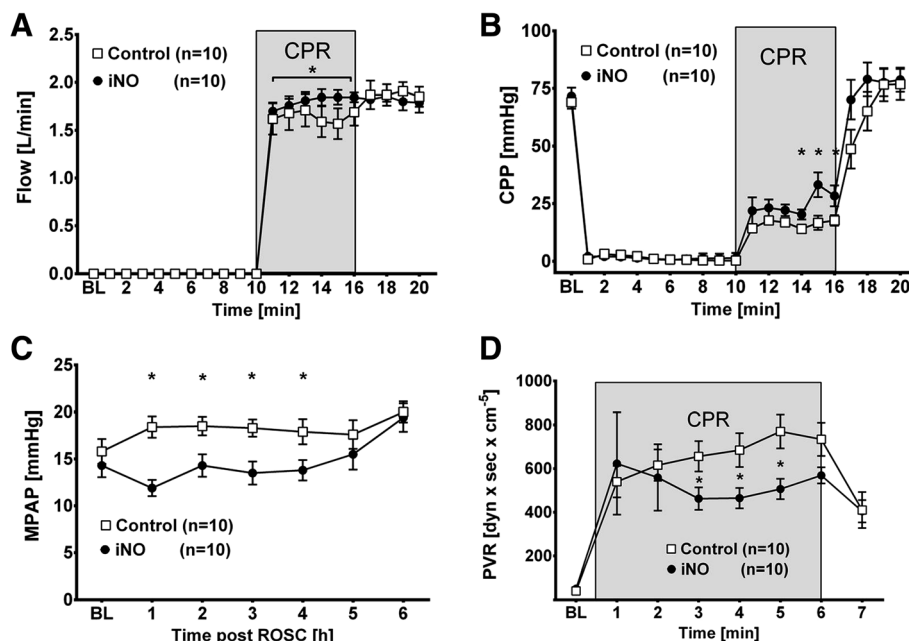 A
Flow [L/min]
2.5
2.0
1.5
1.0
0.5
0.0
Control (n=10)
iNO (n=10)
CPR
*
BL 2 4 6 8 10 12 14 16 18 20
Time [min]
B
CPP [mmHg]
100
75
50
25
0
Control (n=10)
iNO (n=10)
CPR
* * *
BL 2 4 6 8 10 12 14 16 18 20
Time [min]
C
MPAP [mmHg]
25
20
15
10
5
0
* * * *
Control (n=10)
iNO (n=10)
BL 1 2 3 4 5 6
Time post ROSC [h]
D
PVR [dyn x sec x cm-5]
1000
800
600
400
200
CPR
* * *
Control (n=10)
iNO (n=10)
BL 1 2 3 4 5 6 7
Time [min]